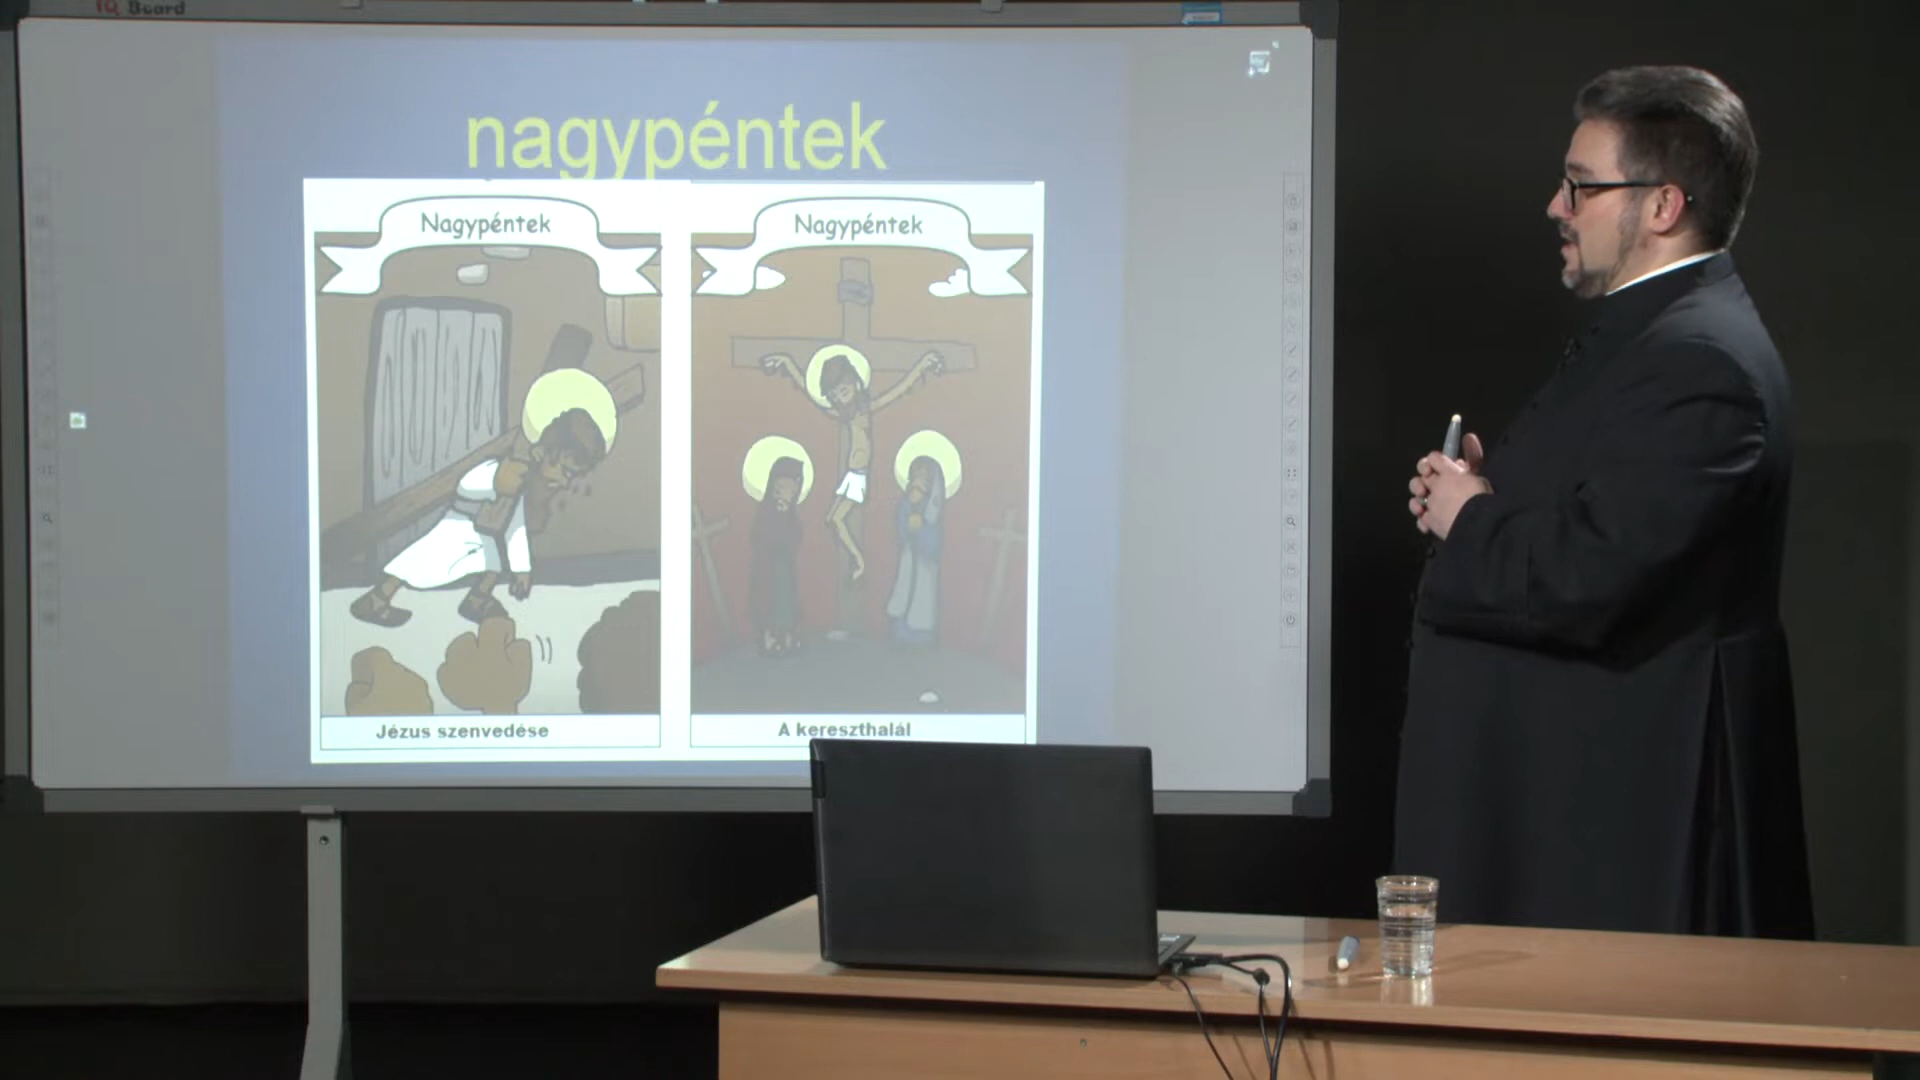 IQ Board
nagypéntek
Nagypéntek
Nagypéntek
Jézus szenvedése
A kereszthalál